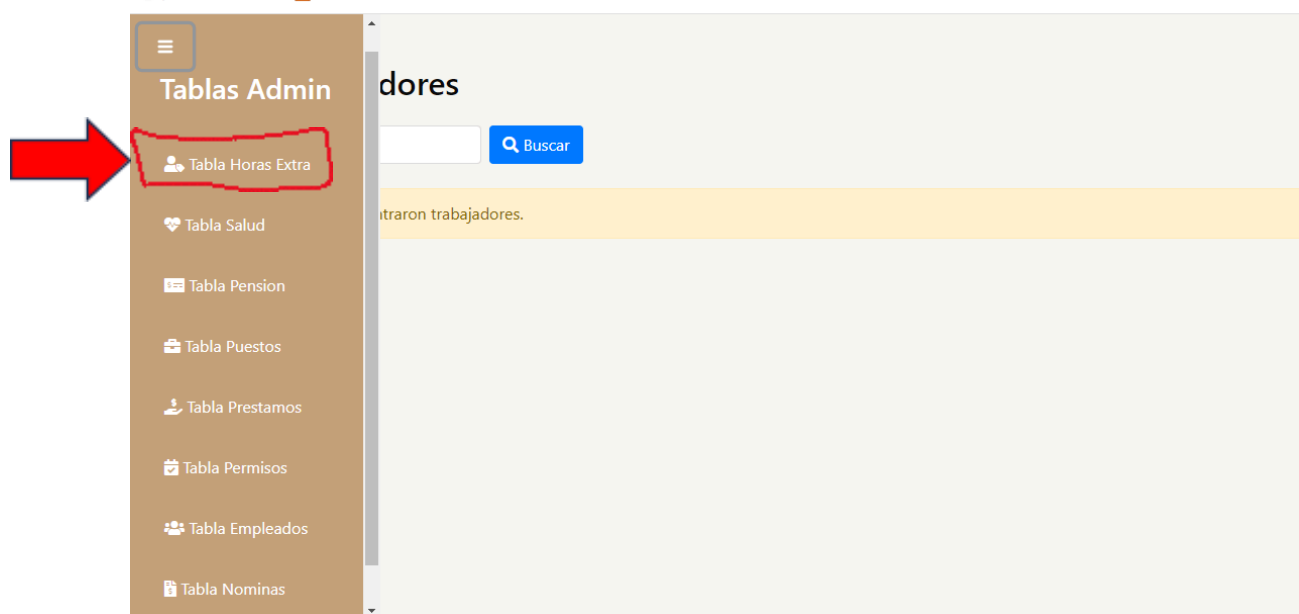 Tablas Admin
Tabla Horas Extra
Tabla Salud
Tabla Pension
Tabla Puestos
Tabla Prestamos
Tabla Permisos
Tabla Empleados
Tabla Nominas
dores
Buscar
traron trabajadores.